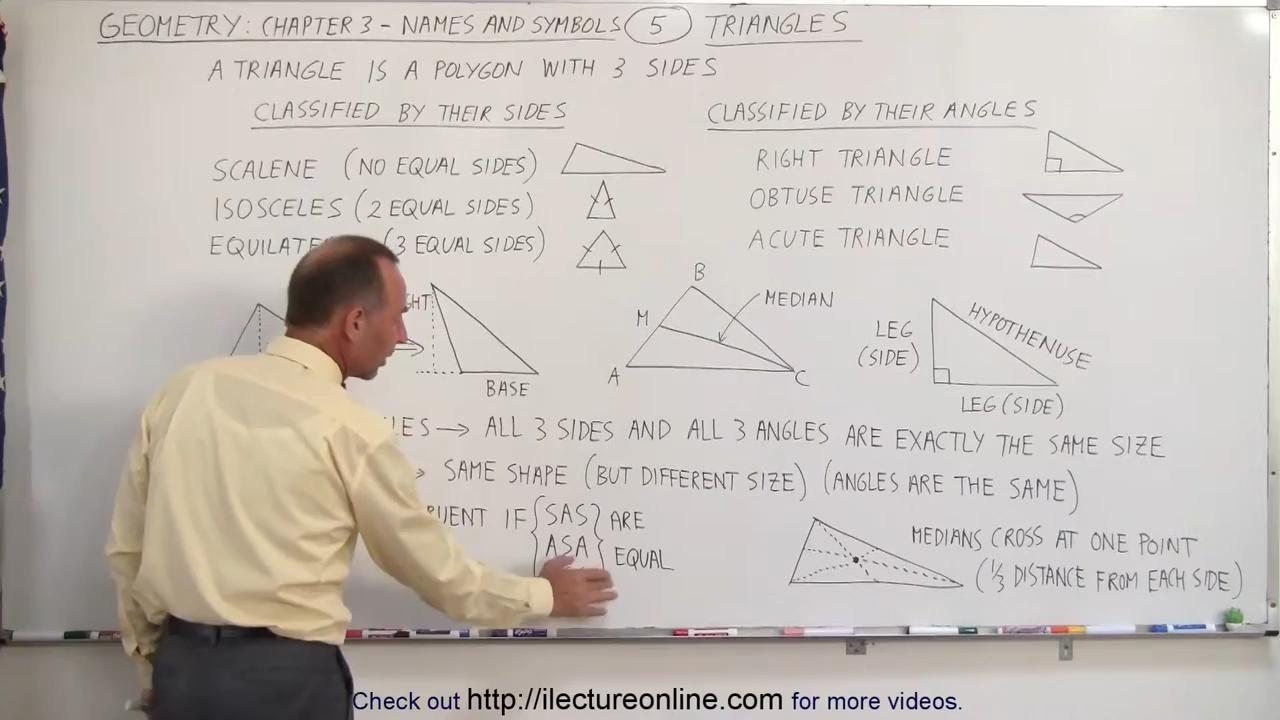 GEOMETRY: CHAPTER 3 - NAMES AND SYMBOLS 5 TRIANGLES
A TRIANGLE IS A POLYGON WITH 3 SIDES
CLASSIFIED BY THEIR SIDES
SCALENE (NO EQUAL SIDES)
ISOSCELES (2 EQUAL SIDES)
EQUILATE (3 EQUAL SIDES)
CLASSIFIED BY THEIR ANGLES
RIGHT TRIANGLE
OBTUSE TRIANGLE
ACUTE TRIANGLE
GHT
BASE
B
MEDIAN
M
A
C
LEG
(SIDE)
HYPOTHENUSE
LEG (SIDE)
LES → ALL 3 SIDES AND ALL 3 ANGLES ARE EXACTLY THE SAME SIZE
→ SAME SHAPE (BUT DIFFERENT SIZE) (ANGLES ARE THE SAME)
RUENT IF { SAS } ARE
ASA EQUAL
MEDIANS CROSS AT ONE POINT
(1/3 DISTANCE FROM EACH SIDE)
Check out http://ilectureonline.com for more videos.